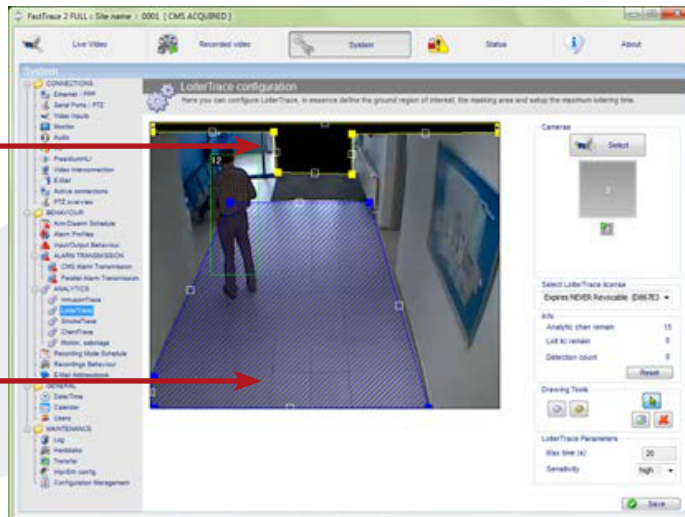 FastTrace 2 FULL :: Site name : 0001 [ CMS ACQUIRED ]
Live Video
Recorded video
System
Status
About
System
CONNECTIONS
Ethernet / PPP
Serial Ports / PTZ
Video Inputs
Monitor
Audio
Video Interconnection
E-Mail
Active connections
PTZ overview
BEHAVIOUR
Arm/Disarm Schedule
Alarm Profiles
Input/Output Behaviour
ALARM TRANSMISSION
CMS Alarm Transmission
Parallel Alarm Transmission
ANALYTICS
IntrusionTrace
LoiterTrace
SmokeTrace
ChainTrace
Motion, sabotage
Recording Mode Schedule
Recordings Behaviour
E-Mail Addressbook
GENERAL
Date/Time
Calendar
Users
MAINTENANCE
Log
Harddisks
Transfer
Configuration Management
LoiterTrace configuration
Here you can configure LoiterTrace, in essence define the ground region of interest, the masking area and setup the maximum loitering time.
12
Cameras
Select
Select LoiterTrace license
Expires NEVER Revocable
Info
Analytic chan remain 15
Loit lic remain 0
Detection count 0
Reset
Drawing Tools
LoiterTrace Parameters
Max time (s) 20
Sensitivity high
Save